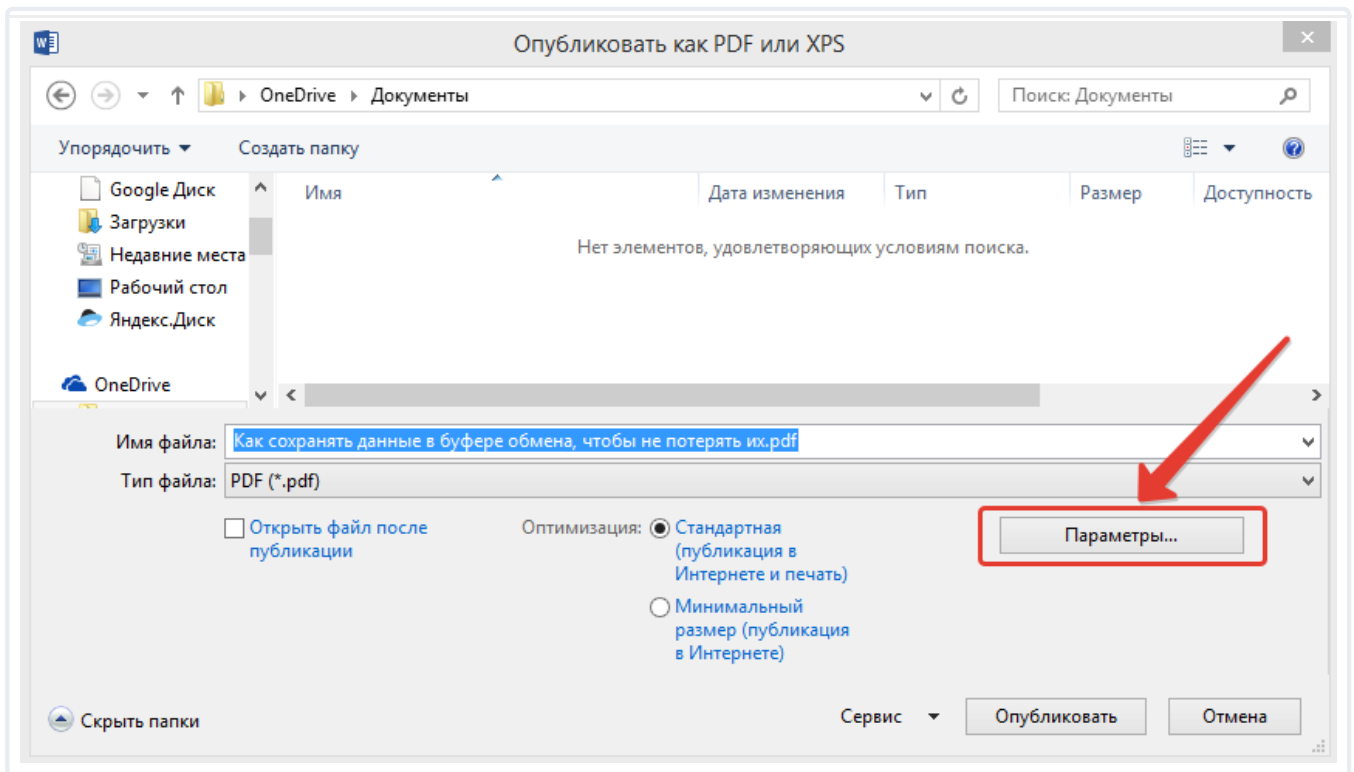 Опубликовать как PDF или XPS
OneDrive Документы
Поиск: Документы
Упорядочить Создать папку
Google Диск
Загрузки
Недавние места
Рабочий стол
Яндекс.Диск
OneDrive
Имя Дата изменения Тип Размер Доступность
Нет элементов, удовлетворяющих условиям поиска.
Имя файла: Как сохранять данные в буфере обмена, чтобы не потерять их.pdf
Тип файла: PDF (*.pdf)
Открыть файл после
публикации
Оптимизация: Стандартная
(публикация в
Интернете и печать)
Минимальный
размер (публикация
в Интернете)
Параметры...
Скрыть папки
Сервис Опубликовать Отмена